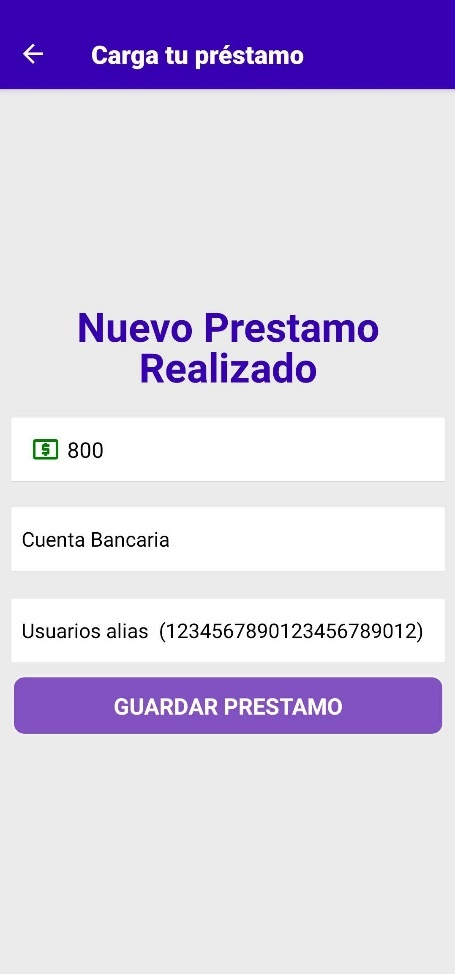 Carga tu préstamo
Nuevo Prestamo
Realizado
$ 800
Cuenta Bancaria
Usuarios alias (1234567890123456789012)
GUARDAR PRESTAMO